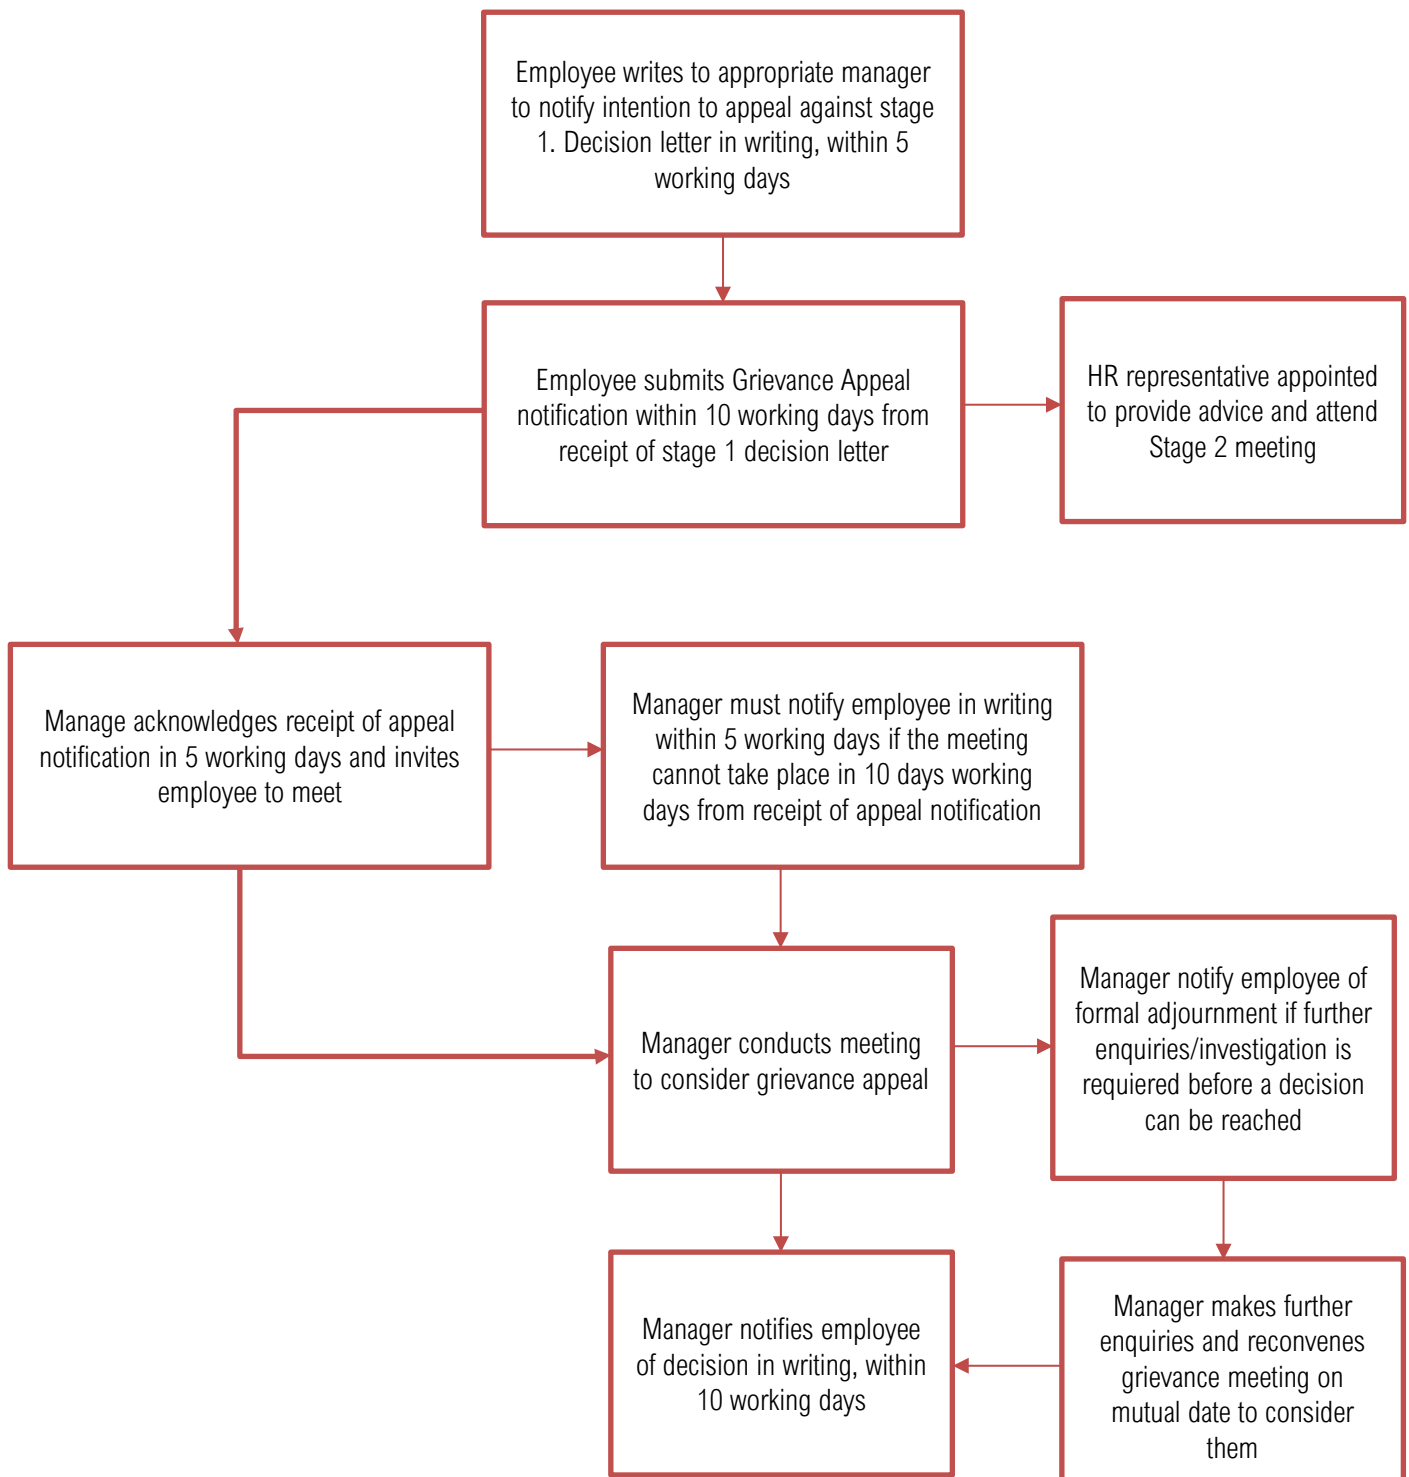 Employee writes to appropriate manager
to notify intention to appeal against stage
1. Decision letter in writing, within 5
working days
Employee submits Grievance Appeal
notification within 10 working days from
receipt of stage 1 decision letter
HR representative appointed
to provide advice and attend
Stage 2 meeting
Manage acknowledges receipt of appeal
notification in 5 working days and invites
employee to meet
Manager must notify employee in writing
within 5 working days if the meeting
cannot take place in 10 days working
days from receipt of appeal notification
Manager conducts meeting
to consider grievance appeal
Manager notify employee of
formal adjournment if further
enquiries/investigation is
requiered before a decision
can be reached
Manager notifies employee
of decision in writing, within
10 working days
Manager makes further
enquiries and reconvenes
grievance meeting on
mutual date to consider
them